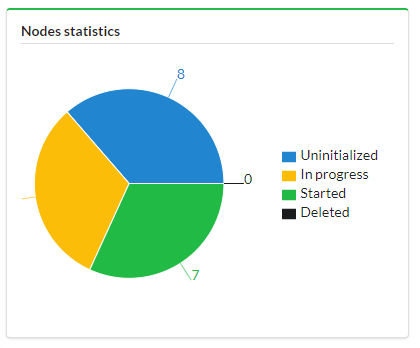 Nodes statistics
8
0
7
Uninitialized
In progress
Started
Deleted